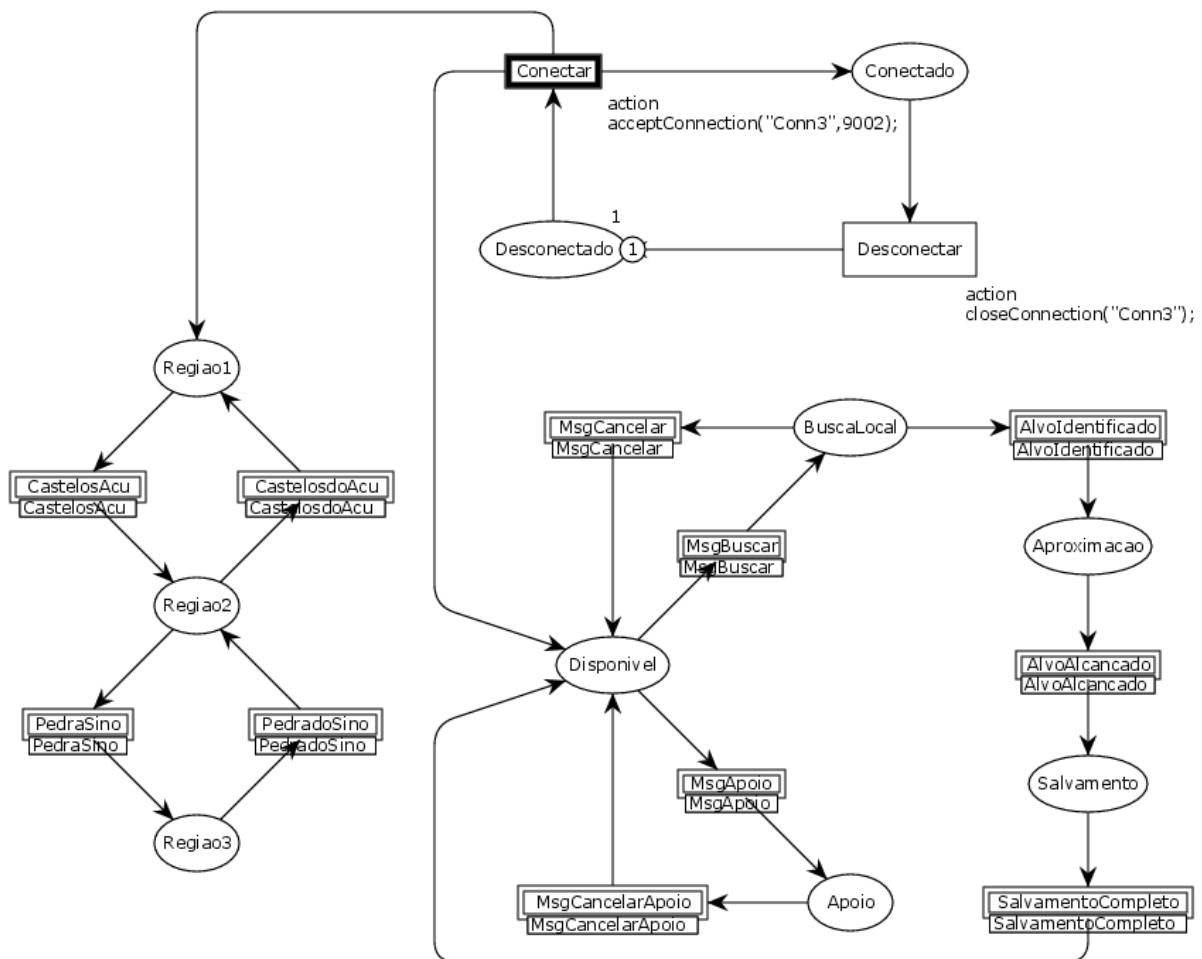 Conectar
Conectado
action
acceptConnection("Conn3",9002);
1
Desconectado
1
Desconectar
action
closeConnection("Conn3");
Regiao1
CastelosAcu
CastelosAcu
CastelosdoAcu
CastelosdoAcu
Regiao2
PedraSino
PedraSino
PedradoSino
PedradoSino
Regiao3
MsgCancelar
MsgCancelar
BuscaLocal
AlvoIdentificado
AlvoIdentificado
MsgBuscar
MsgBuscar
Aproximacao
Disponivel
AlvoAlcancado
AlvoAlcancado
MsgApoio
MsgApoio
Salvamento
MsgCancelarApoio
MsgCancelarApoio
Apoio
SalvamentoCompleto
SalvamentoCompleto